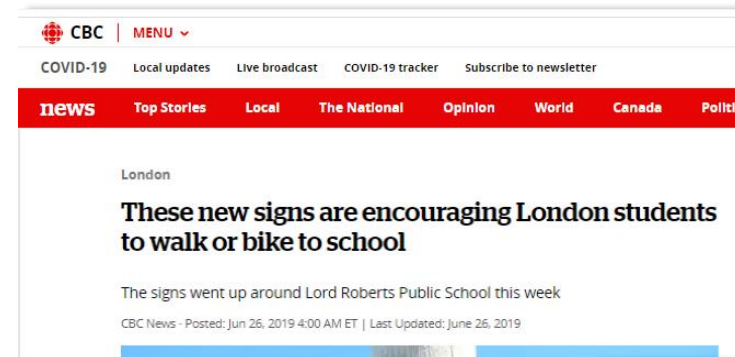 CBC | MENU
COVID-19 Local updates Live broadcast COVID-19 tracker Subscribe to newsletter
news Top Stories Local The National Opinion World Canada Politi
London
These new signs are encouraging London students
to walk or bike to school
The signs went up around Lord Roberts Public School this week
CBC News · Posted: Jun 26, 2019 4:00 AM ET | Last Updated: June 26, 2019